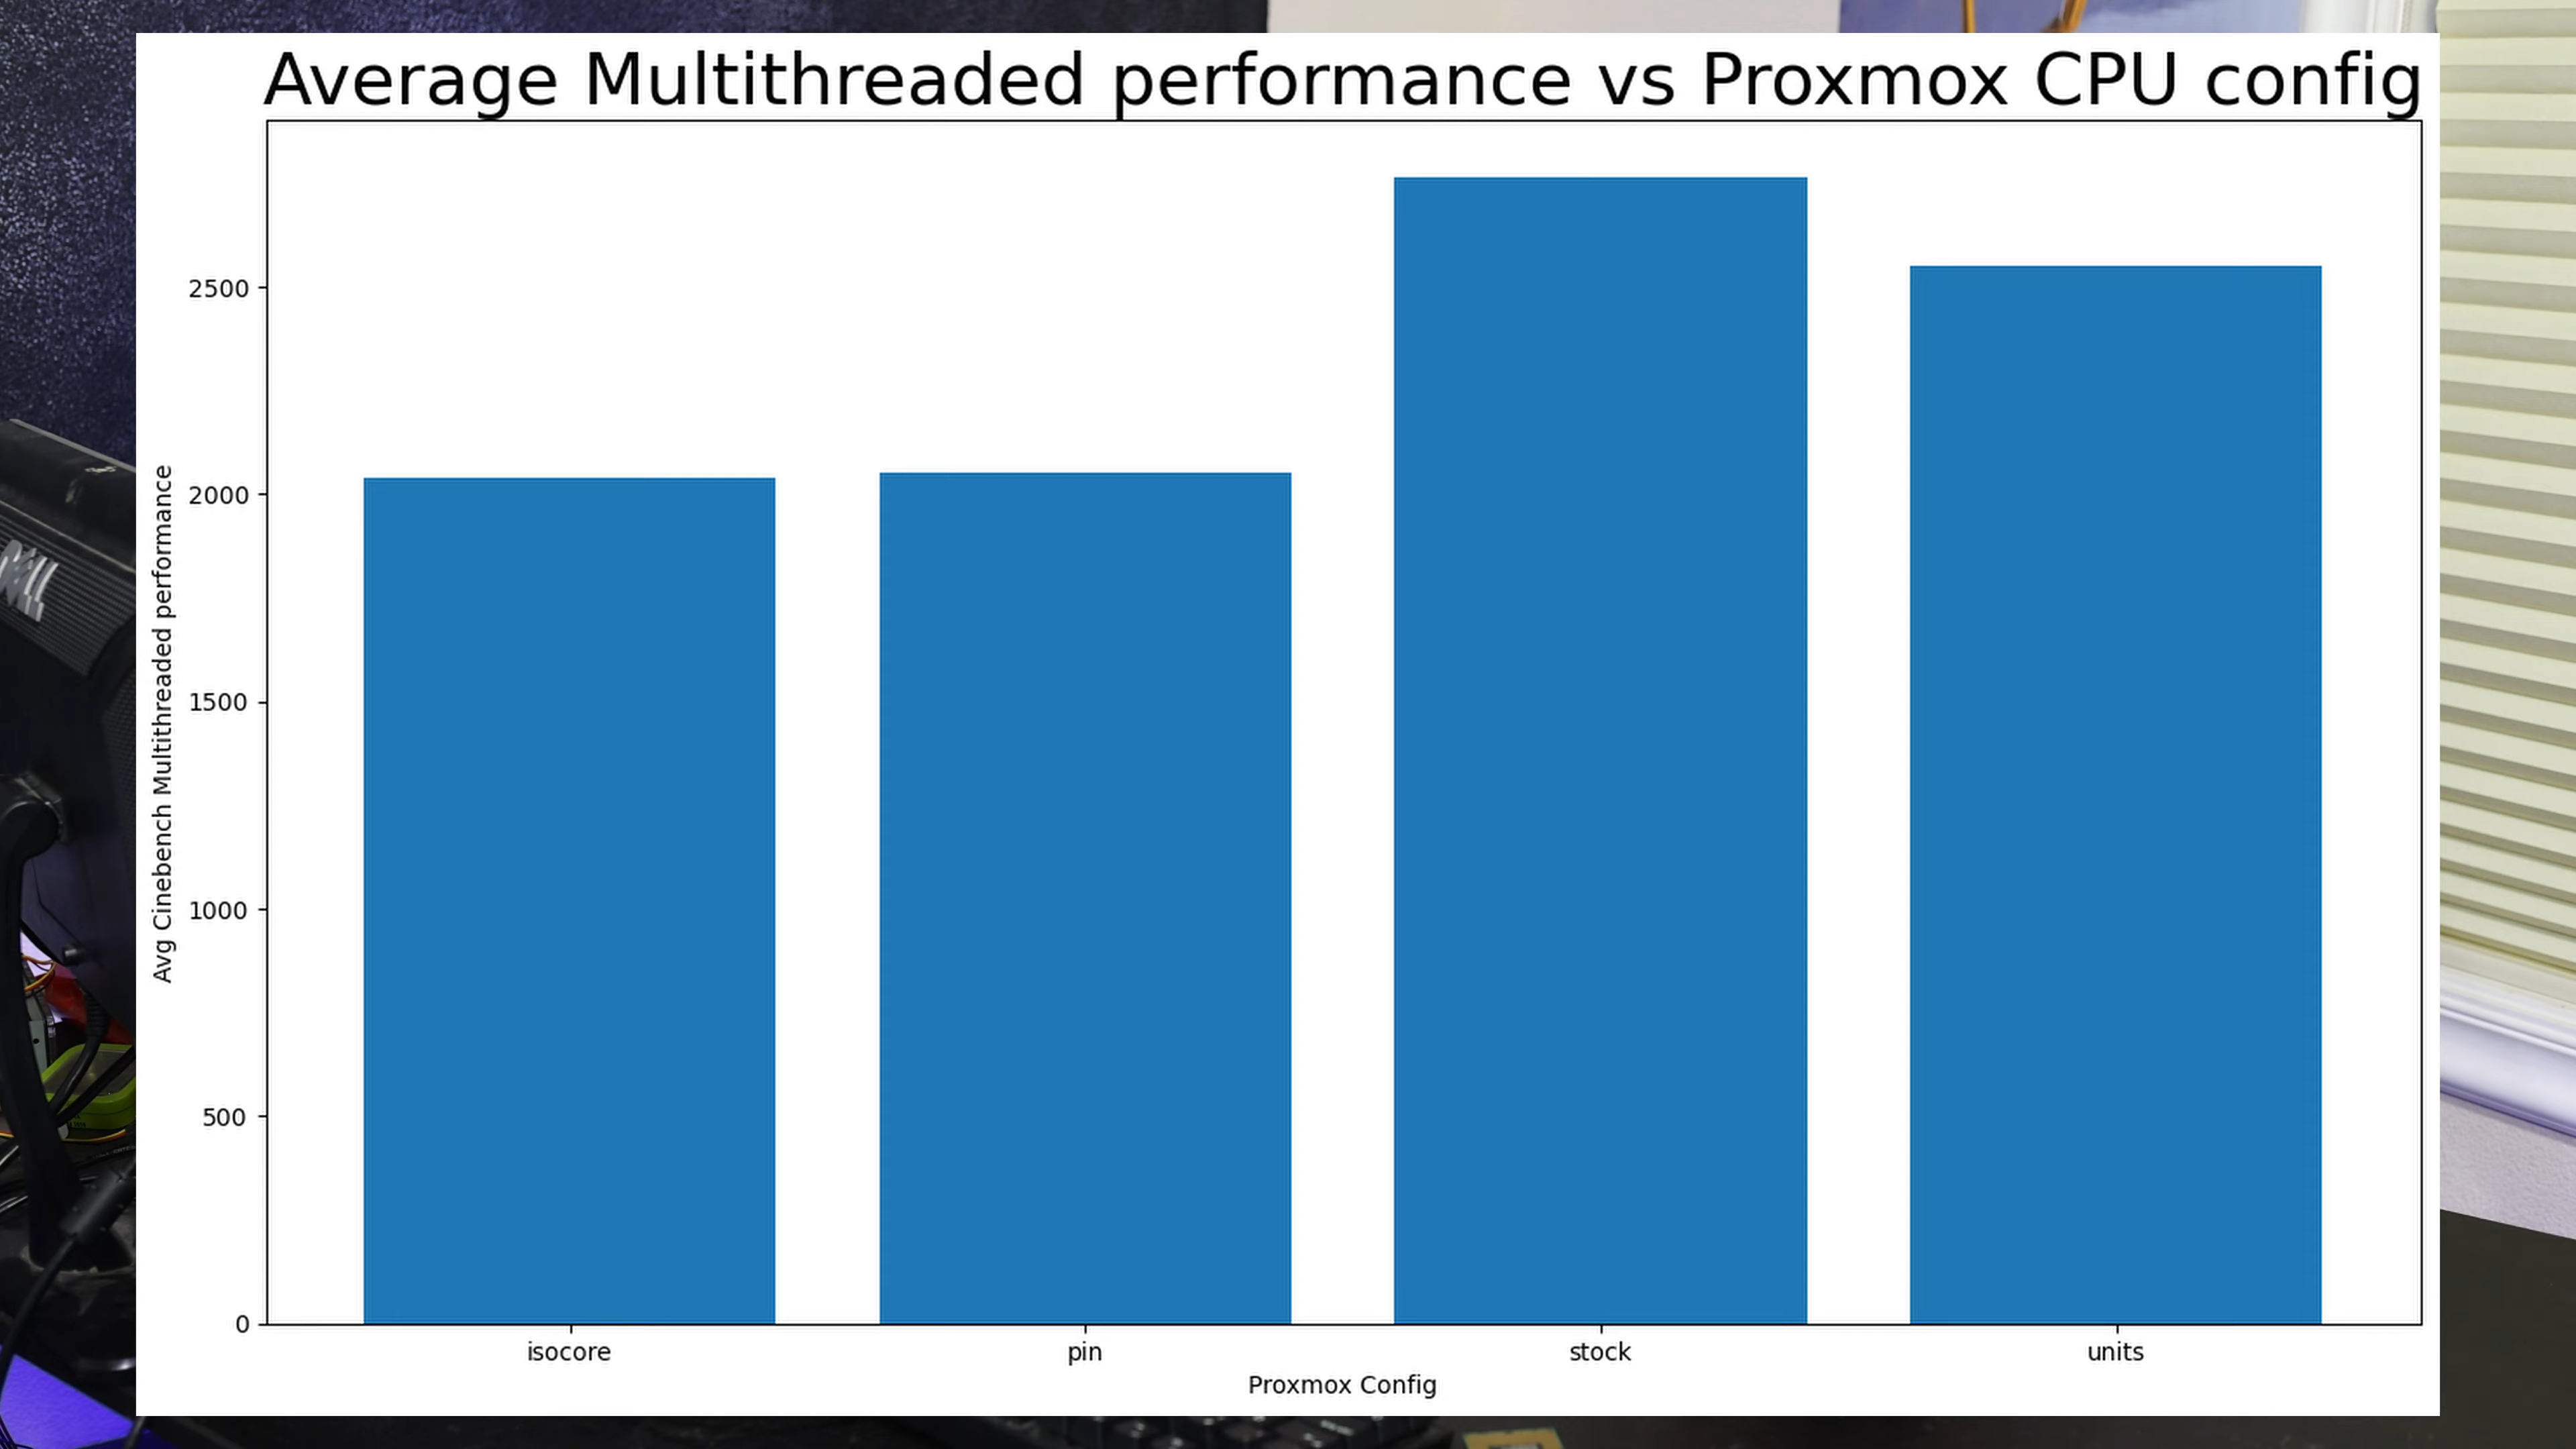 Average Multithreaded performance vs Proxmox CPU config
Avg Cinebench Multithreaded performance
2500
2000
1500
1000
500
0
isocore
pin
stock
units
Proxmox Config